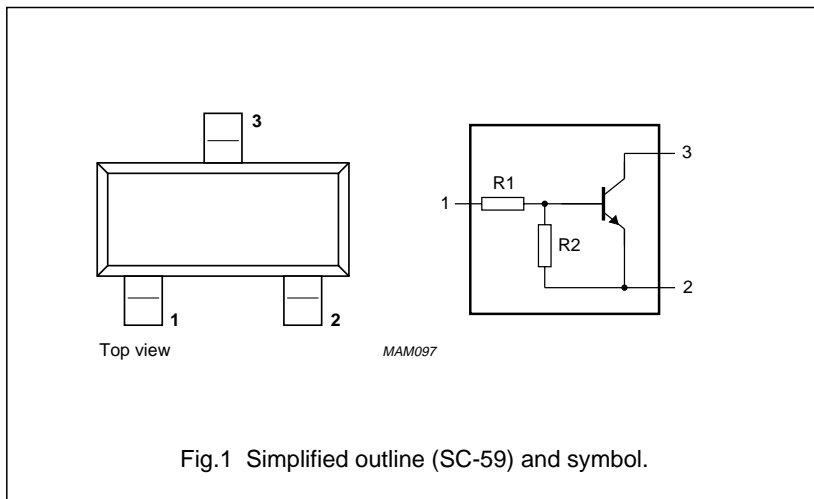 3
1
2
Top view
R1
R2
1
3
2
MAM097
Fig.1 Simplified outline (SC-59) and symbol.